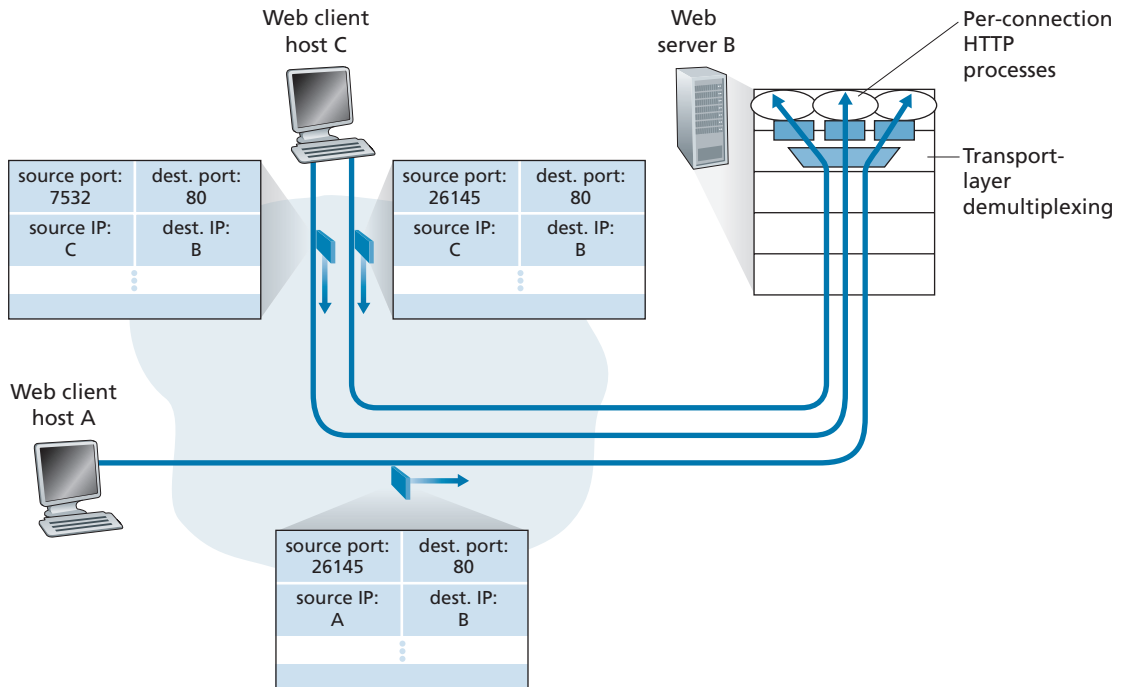 Web client
host C
Web
server B
Per-connection
HTTP
processes
Transport-
layer
demultiplexing
source port:
7532
dest. port:
80
source IP:
C
dest. IP:
B
source port:
26145
dest. port:
80
source IP:
C
dest. IP:
B
Web client
host A
source port:
26145
dest. port:
80
source IP:
A
dest. IP:
B